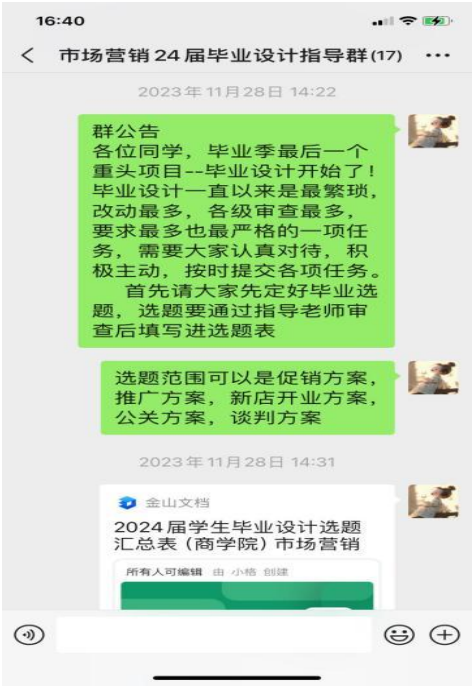 16:40
市场营销24届毕业设计指导群(17)
2023年11月28日 14:22
群公告
各位同学，毕业季最后一个
重头项目--毕业设计开始了！
毕业设计一直以来是最繁琐，
改动最多，各级审查最多，
要求最多也最严格的一项任
务，需要大家认真对待，积
极主动，按时提交各项任务。
首先请大家先定好毕业选
题，选题要通过指导老师审
查后填写进选题表
选题范围可以是促销方案，
推广方案，新店开业方案，
公关方案，谈判方案
2023年11月28日 14:31
金山文档
2024届学生毕业设计选题
汇总表（商学院）市场营销
所有人可编辑 由 小格 创建